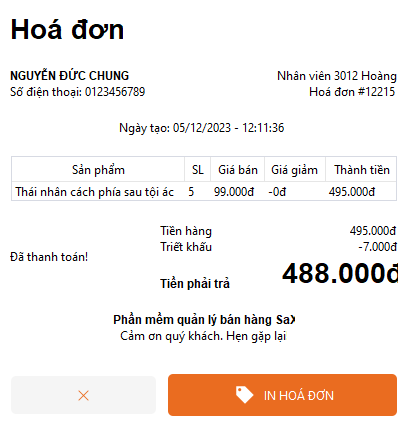 Hoá đơn
NGUYỄN ĐỨC CHUNG
Nhân viên 3012 Hoàng
Số điện thoại: 0123456789
Hoá đơn #12215
Ngày tạo: 05/12/2023 - 12:11:36
Sản phẩm SL Giá bán Giá giảm Thành tiền
Thái nhân cách phía sau tội ác 5 99.000đ -0đ 495.000đ
Tiền hàng 495.000đ
Triết khấu -7.000đ
Đã thanh toán!
Tiền phải trả 488.000đ
Phần mềm quản lý bán hàng SaX
Cảm ơn quý khách. Hẹn gặp lại
IN HOÁ ĐƠN